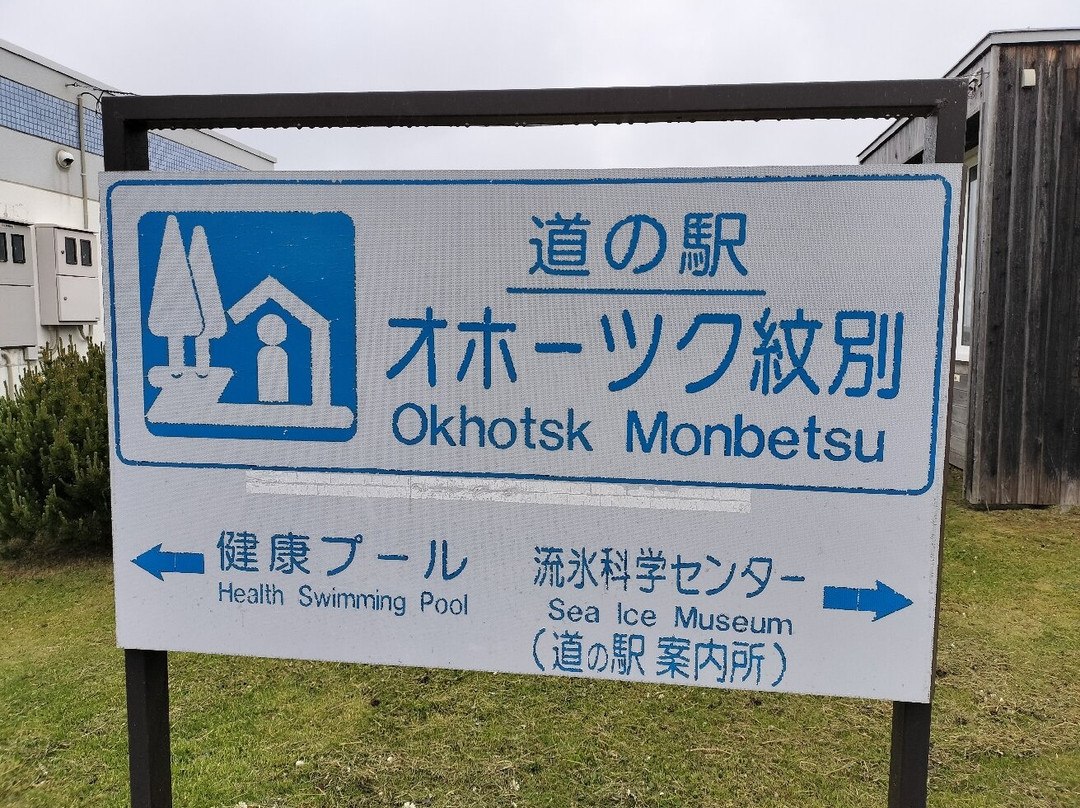 道の駅
オホーツク紋別
Okhotsk Monbetsu
健康プール
Health Swimming Pool
流氷科学センター
Sea Ice Museum
(道の駅 案内所)